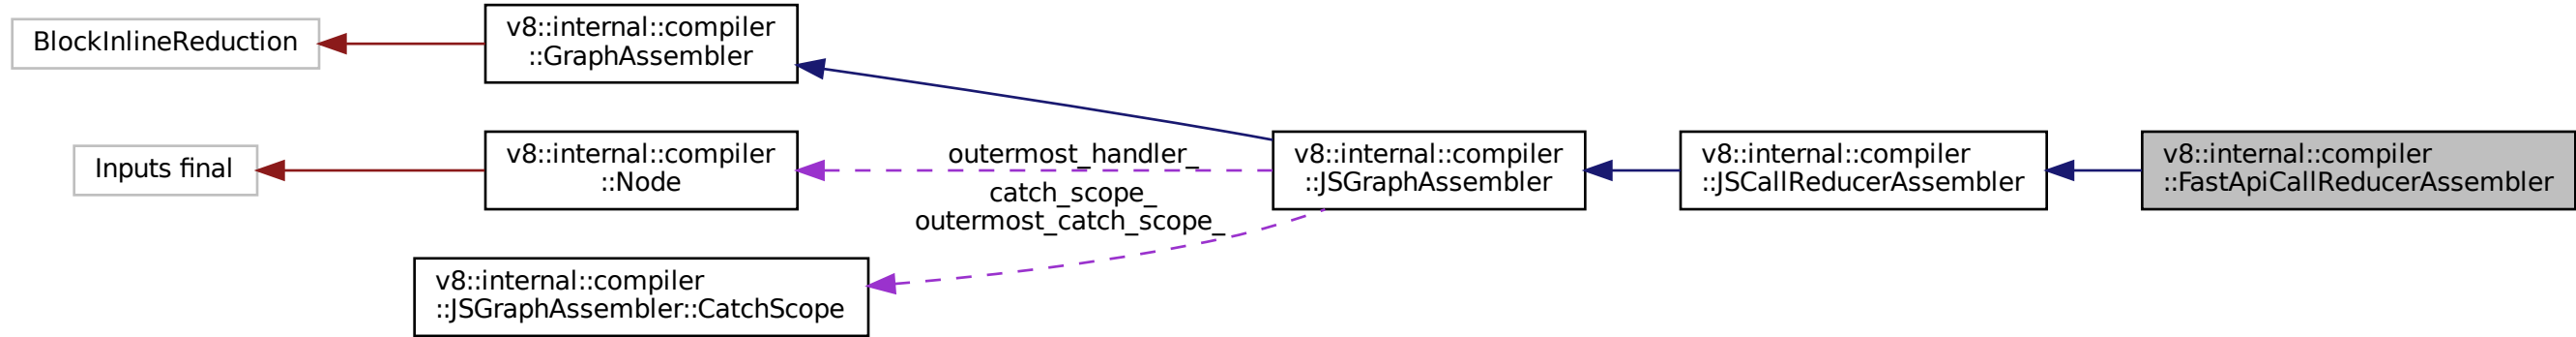 BlockInlineReduction
v8::internal::compiler
::GraphAssembler
Inputs final
v8::internal::compiler
::Node
outermost_handler_
catch_scope_
outermost_catch_scope_
v8::internal::compiler
::JSGraphAssembler
v8::internal::compiler
::JSCallReducerAssembler
v8::internal::compiler
::FastApiCallReducerAssembler
v8::internal::compiler
::JSGraphAssembler::CatchScope